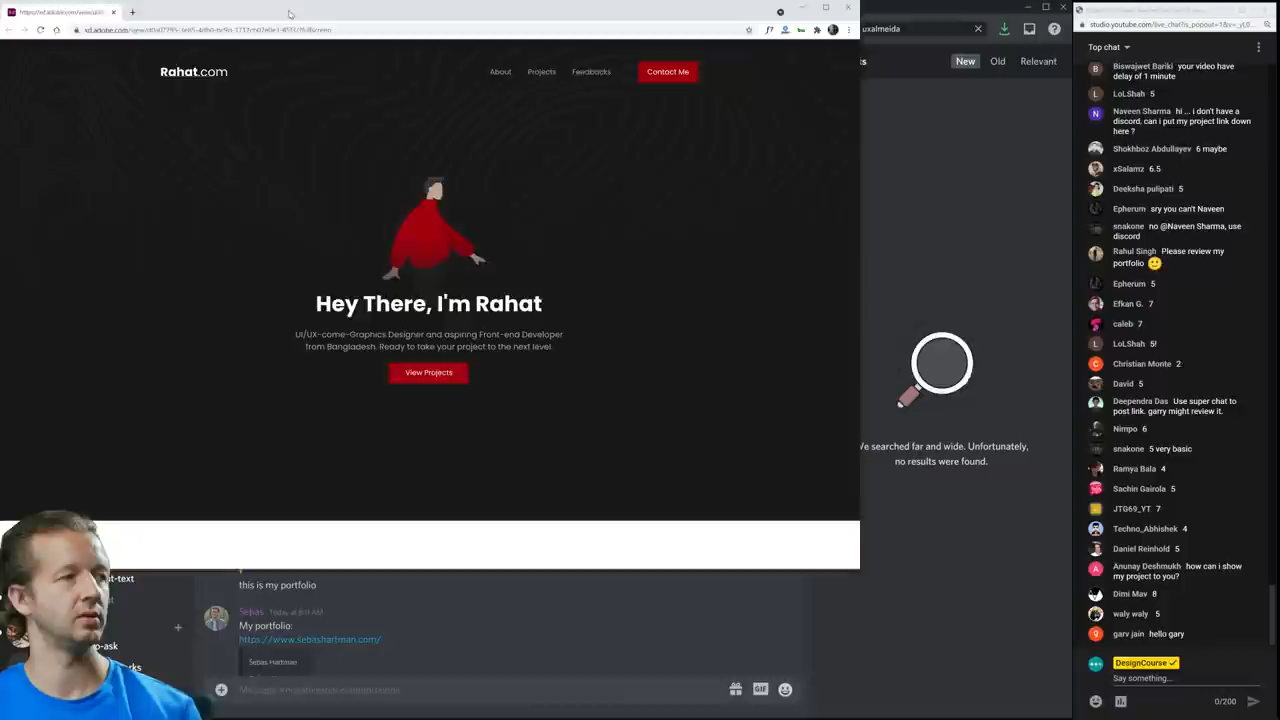 Rahat.com
About
Projects
Feedbacks
Contact Me
Hey There, I'm Rahat
UI/UX-come-Graphics Designer and aspiring Front-end Developer
from Bangladesh. Ready to take your project to the next level.
View Projects
uxalmeida
New
Old
Relevant
We searched far and wide. Unfortunately,
no results were found.
this is my portfolio
Sebas Today at 8:11 AM
My portfolio:
https://www.sebashartman.com/
Sebas Hartman
Top chat
Biswajwet Bariki your video have
delay of 1 minute
LoLShah 5
Naveen Sharma hi ... i don't have a
discord, can i put my project link down
here ?
Shokhboz Abdullayev 6 maybe
xSalamz 6.5
Deeksha pulipati 5
Epherum sry you can't Naveen
snakone no @Naveen Sharma, use
discord
Rahul Singh Please review my
portfolio
Epherum 5
Efkan G. 7
caleb 7
LoLShah 5!
Christian Monte 2
David 5
Deependra Das Use super chat to
post link. garry might review it.
Nimpo 6
snakone 5 very basic
Ramya Bala 4
Sachin Gairola 5
JTG69_YT 7
Techno_Abhishek 4
Daniel Reinhold 5
Anunay Deshmukh how can i show
my project to you?
Dimi Mav 8
waly waly 5
garv jain hello gary
DesignCourse
Say something...
0/200
GIF